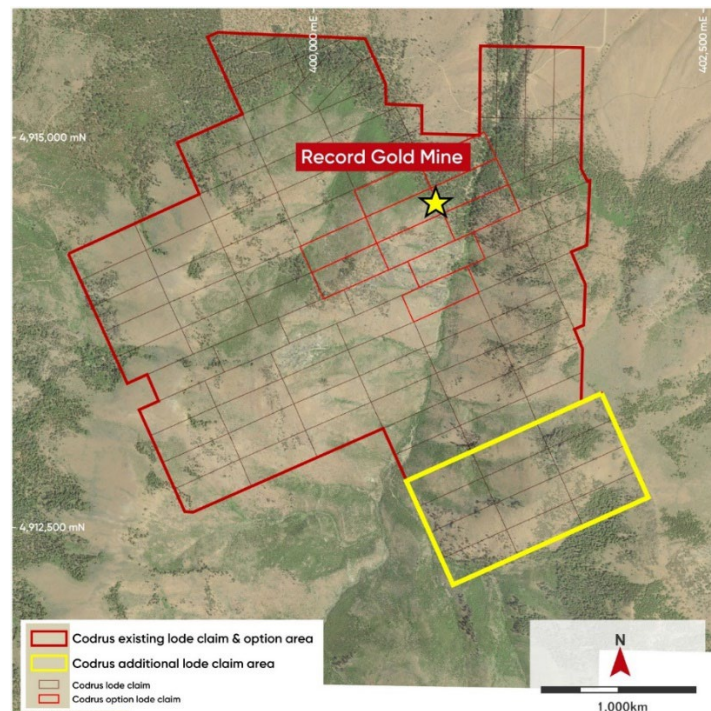 400,000 mE
402,500 mE
4,915,000 mN
Record Gold Mine
4,912,500 mN
Codrus existing lode claim & option area
Codrus additional lode claim area
Codrus lode claim
Codrus option lode claim
N
1,000km